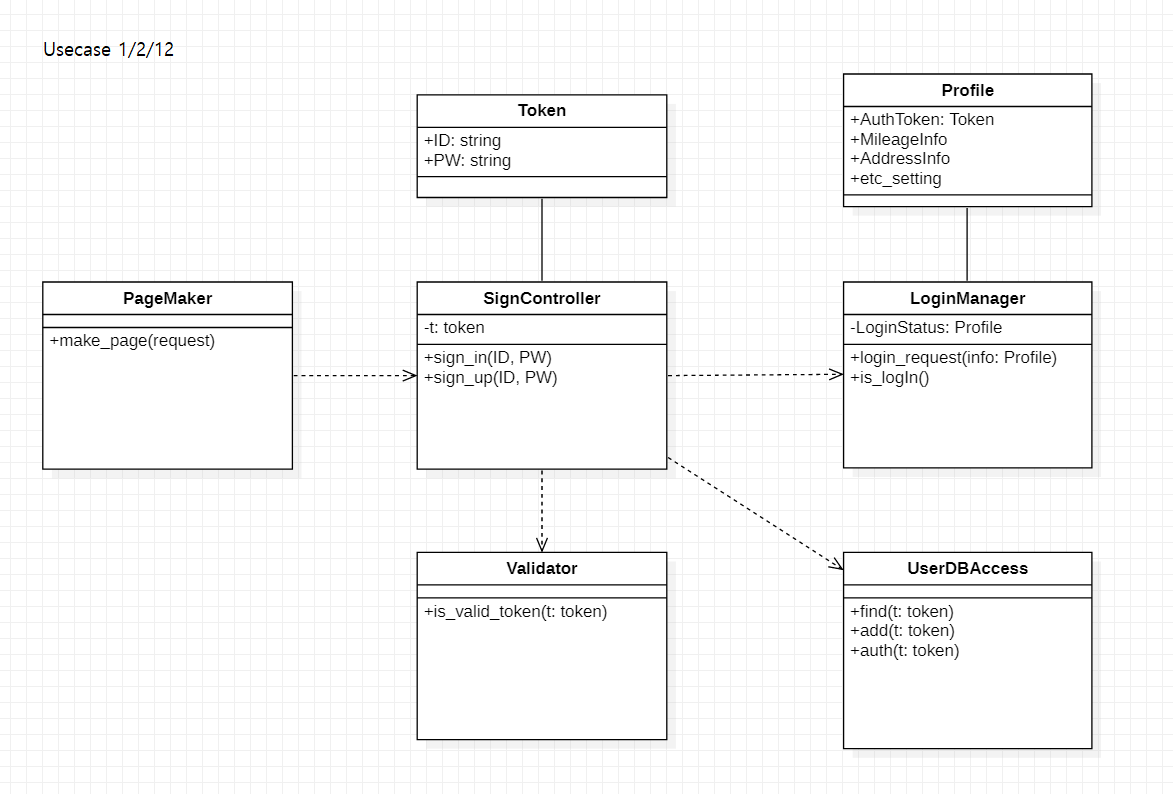 Usecase 1/2/12
Token
+ID: string
+PW: string
Profile
+AuthToken: Token
+MileageInfo
+AddressInfo
+etc_setting
PageMaker
+make_page(request)
SignController
-t: token
+sign_in(ID, PW)
+sign_up(ID, PW)
LoginManager
-LoginStatus: Profile
+login_request(info: Profile)
+is_logIn()
Validator
+is_valid_token(t: token)
UserDBAccess
+find(t: token)
+add(t: token)
+auth(t: token)